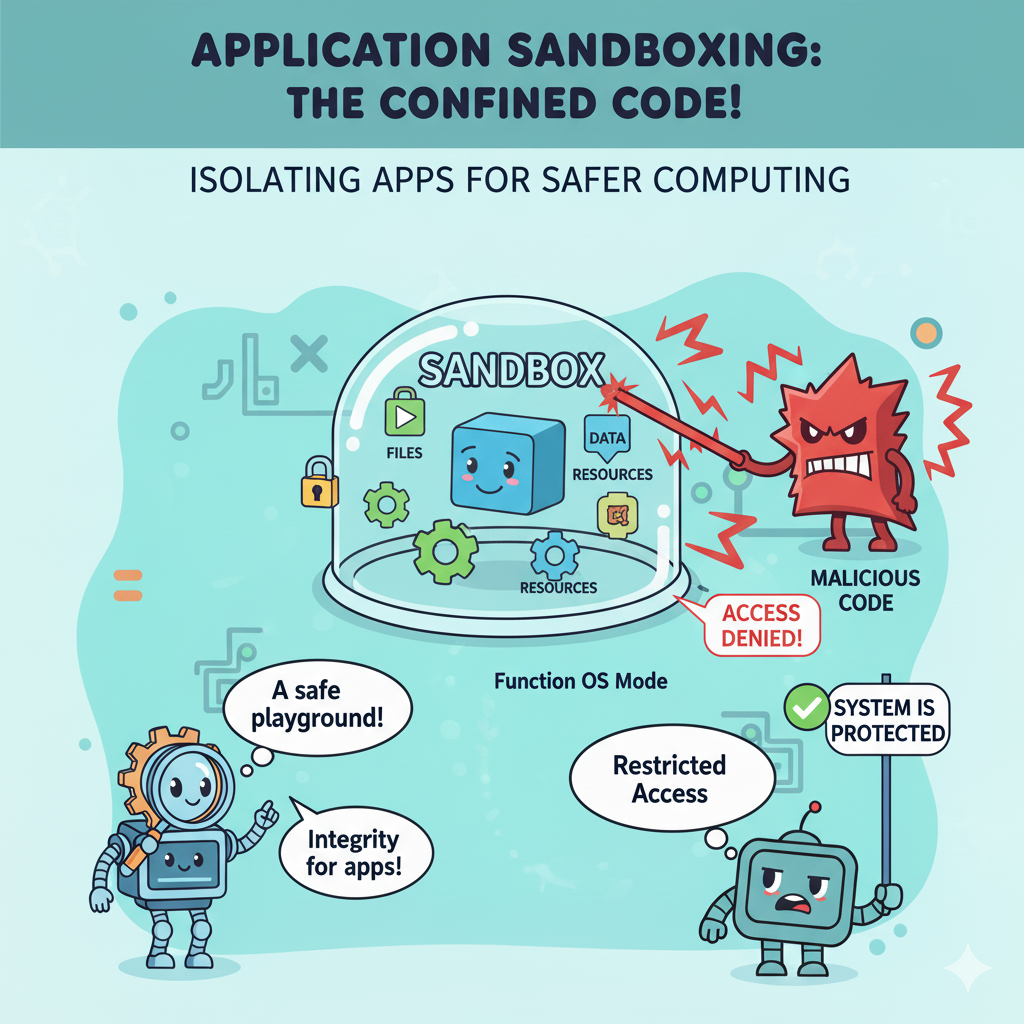 APPLICATION SANDBOXING:
THE CONFINED CODE!
ISOLATING APPS FOR SAFER COMPUTING
SANDBOX
FILES
DATA
RESOURCES
RESOURCES
MALICIOUS
CODE
ACCESS
DENIED!
Function OS Mode
A safe
playground!
SYSTEM IS
PROTECTED
Restricted
Access
Integrity
for apps!